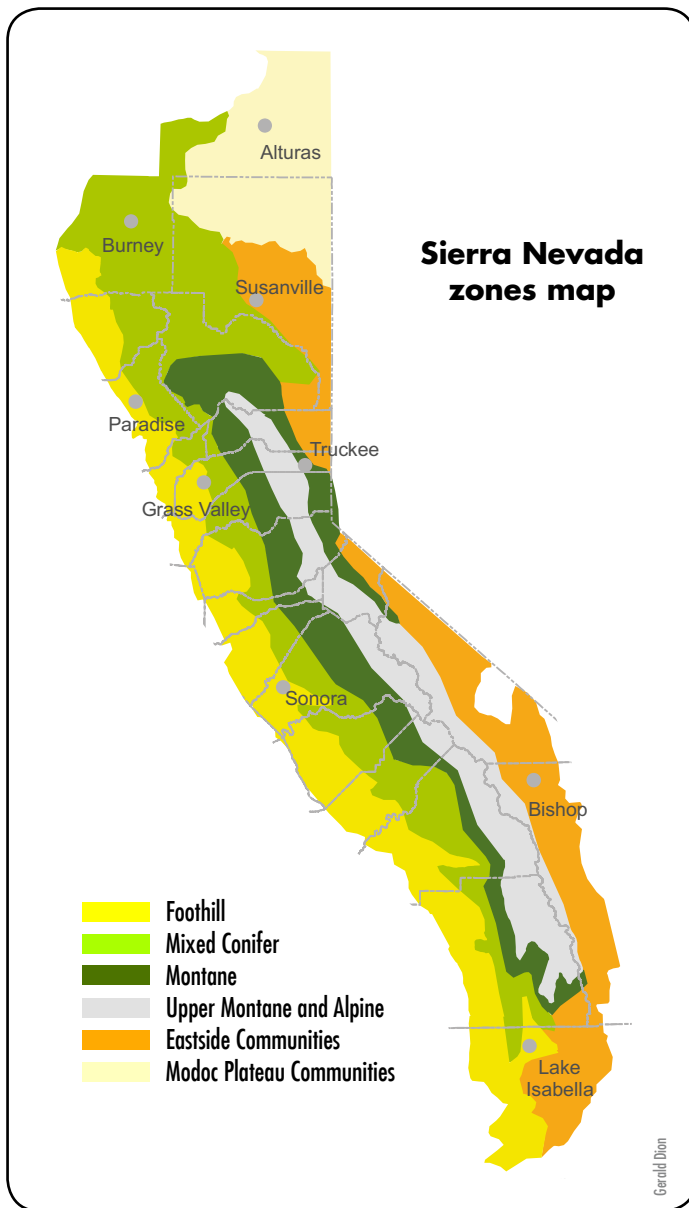 Alturas
Burney
Sierra Nevada
zones map
Susanville
Paradise
Truckee
Grass Valley
Sonora
Bishop
Foothill
Mixed Conifer
Montane
Upper Montane and Alpine
Eastside Communities
Modoc Plateau Communities
Lake
Isabella
Gerald Dion